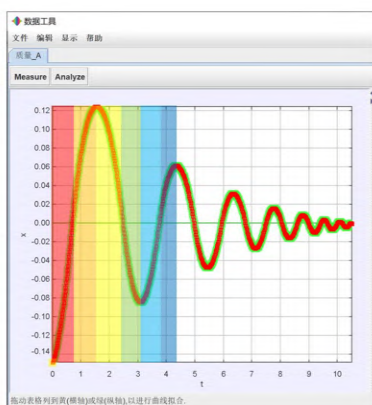 数据工具
文件 编辑 显示 帮助
质量_A
Measure Analyze
0.12
0.10
0.08
0.06
0.04
0.02
0.00
-0.02
-0.04
-0.06
-0.08
-0.10
-0.12
-0.14
x
0 1 2 3 4 5 6 7 8 9 10
t
拖动表格列到黄(横轴)或绿(纵轴),以进行曲线拟合.